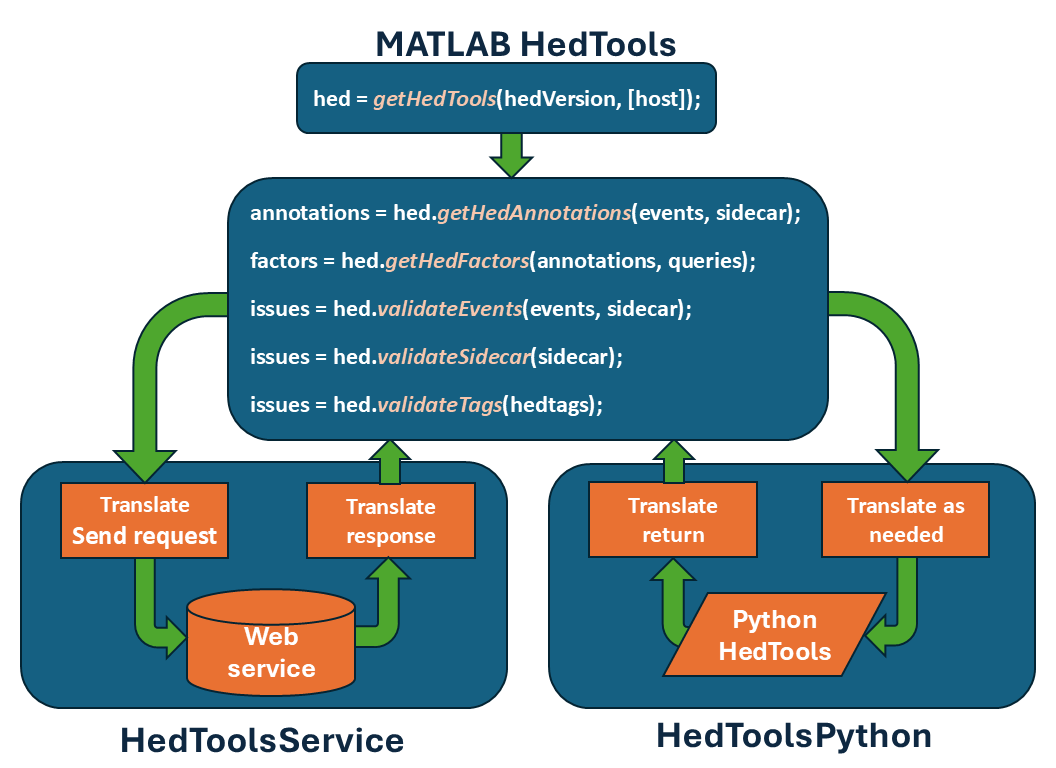 MATLAB HedTools
hed = getHedTools(hedVersion, [host]);
annotations = hed.getHedAnnotations(events, sidecar);
factors = hed.getHedFactors(annotations, queries);
issues = hed.validateEvents(events, sidecar);
issues = hed.validateSidecar(sidecar);
issues = hed.validateTags(hedtags);
Translate
Send request
Translate
response
Web
service
HedToolsService
Translate
return
Translate as
needed
Python
HedTools
HedToolsPython